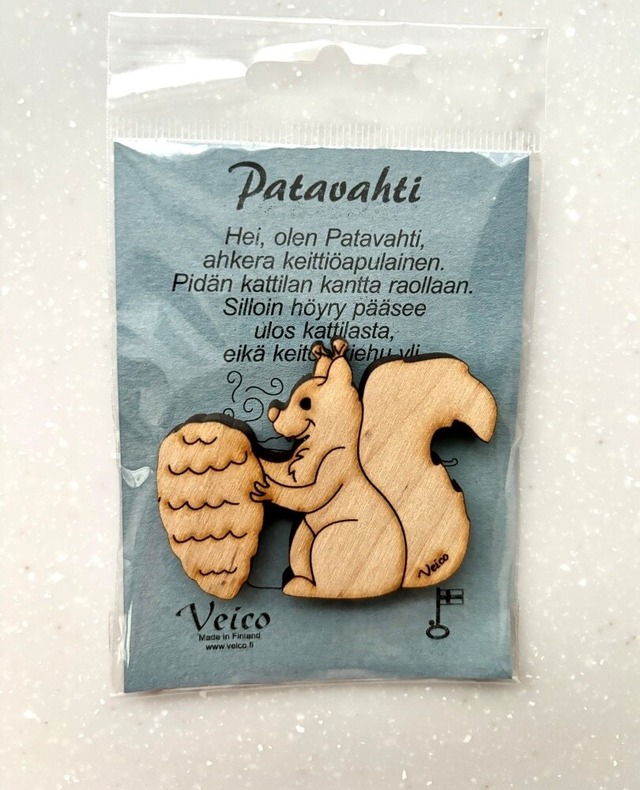 Patavahti
Hei, olen Patavahti,
ahkera keittiöapulainen.
Pidän kattilan kantta raollaan.
Silloin höyry pääsee
ulos kattilasta,
eikä yli
Veico
Veico
Made in Finland
www.veico.fi